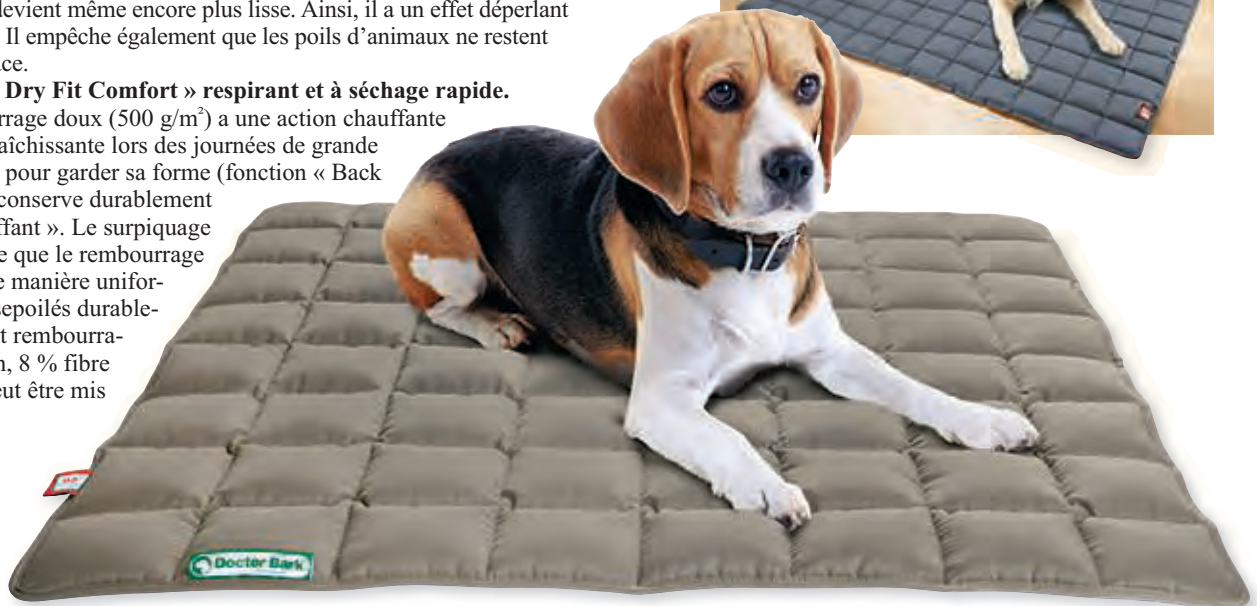 devient même encore plus lisse. Ainsi, il a un effet déperlant
Il empêche également que les poils d’animaux ne restent
ce.
Dry Fit Comfort » respirant et à séchage rapide.
rrage doux (500 g/m²) a une action chauffante
aîchissante lors des journées de grande
pour garder sa forme (fonction « Back
conserve durablement
ffant ». Le surpiquage
e que le rembourrage
e manière unifor-
sepoilés durable-
t rembourra-
n, 8 % fibre
eut être mis
Doctor Bark